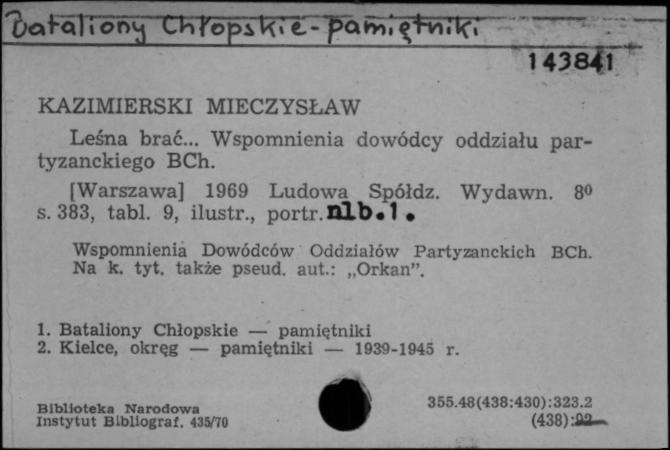 Bataliony Chłopskie - pamiętniki
143841
KAZIMIERSKI MIECZYSŁAW
Leśna brać... Wspomnienia dowódcy oddziału par-
tyzanckiego BCh.
[Warszawa] 1969 Ludowa Spółdz. Wydawn. 8⁰
s. 383, tabl. 9, ilustr., portr. nlb. 1.
Wspomnienia Dowódców Oddziałów Partyzanckich BCh.
Na k. tyt. także pseud. aut.: „Orkan”.
1. Bataliony Chłopskie — pamiętniki
2. Kielce, okręg — pamiętniki — 1939-1945 r.
Biblioteka Narodowa
Instytut Bibliograf. 435/70
355.48(438:430):323.2
(438):92